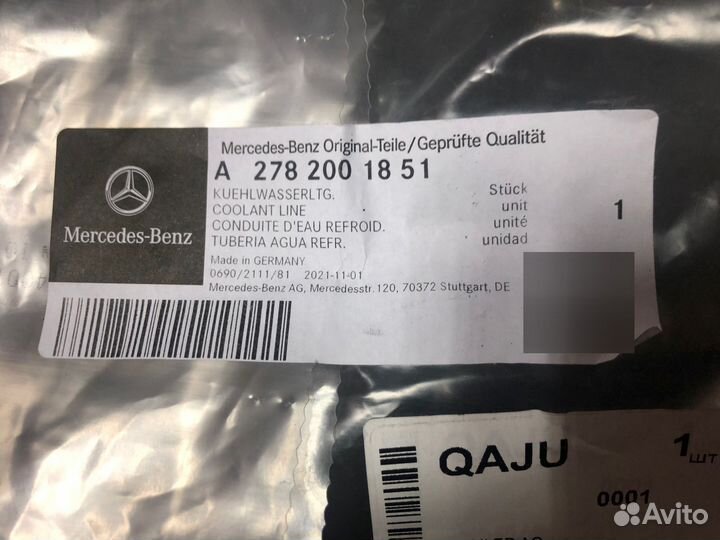 Mercedes-Benz Original-Teile/Geprüfte Qualität
A 278 200 18 51
KUEHLWASSERLTG.
COOLANT LINE
CONDUITE D'EAU REFROID.
TUBERIA AGUA REFR.
Stück
unit
unité
unidad
1
Mercedes-Benz
Made in GERMANY
0690/2111/81 2021-11-01
Mercedes-Benz AG, Mercedesstr. 120, 70372 Stuttgart, DE
QAJU
1 шт
0001
Avito